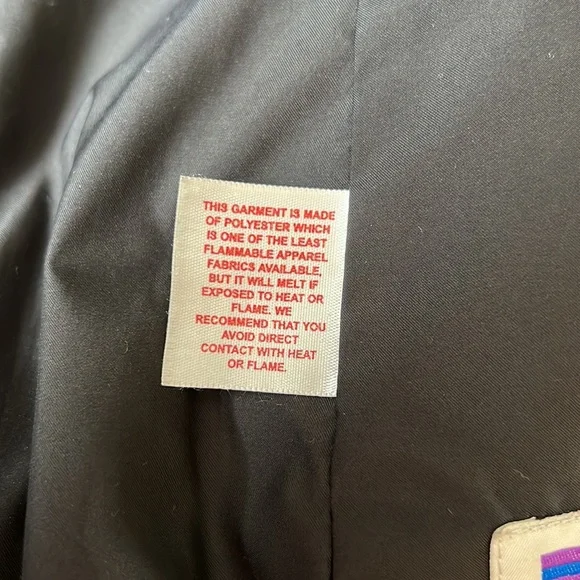 THIS GARMENT IS MADE
OF POLYESTER WHICH
IS ONE OF THE LEAST
FLAMMABLE APPAREL
FABRICS AVAILABLE,
BUT IT WILL MELT IF
EXPOSED TO HEAT OR
FLAME. WE
RECOMMEND THAT YOU
AVOID DIRECT
CONTACT WITH HEAT
OR FLAME.